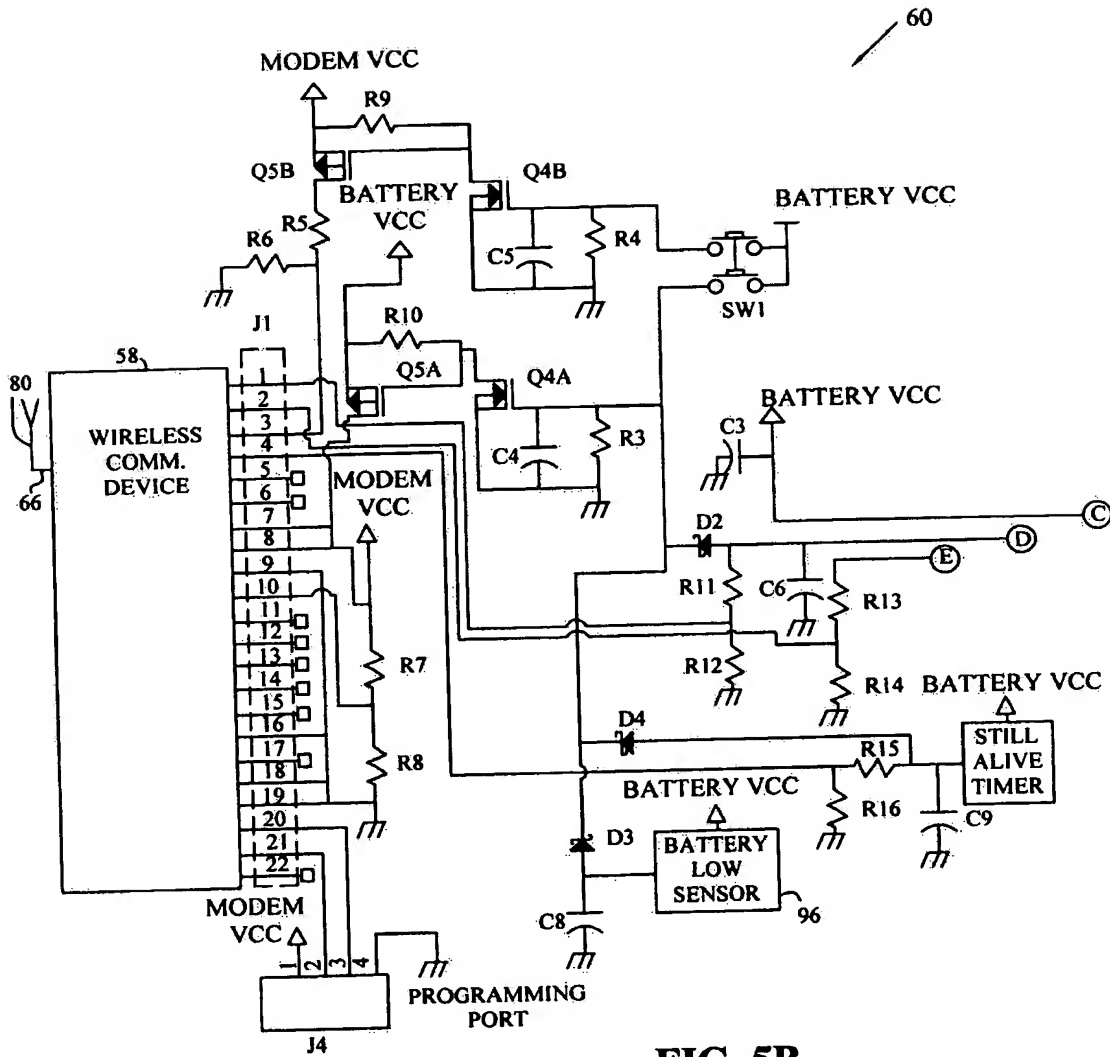 60
MODEM VCC
R9
Q5B
Q4B
BATTERY
VCC
BATTERY VCC
R5
R4
R6
C5
SW1
J1
R10
58
Q5A
Q4A
80
1
2
3
4
5
6
7
8
9
10
11
12
13
14
15
16
17
18
19
20
21
22
WIRELESS
COMM.
DEVICE
66
BATTERY VCC
C3
R3
C4
MODEM
VCC
C
D2
D
E
R11
C6
R13
R7
R12
R14
BATTERY VCC
D4
STILL
ALIVE
TIMER
R15
R8
BATTERY VCC
R16
C9
D3
BATTERY
LOW
SENSOR
96
C8
MODEM
VCC
1
2
3
4
PROGRAMMING
PORT
J4
FIG. 5B